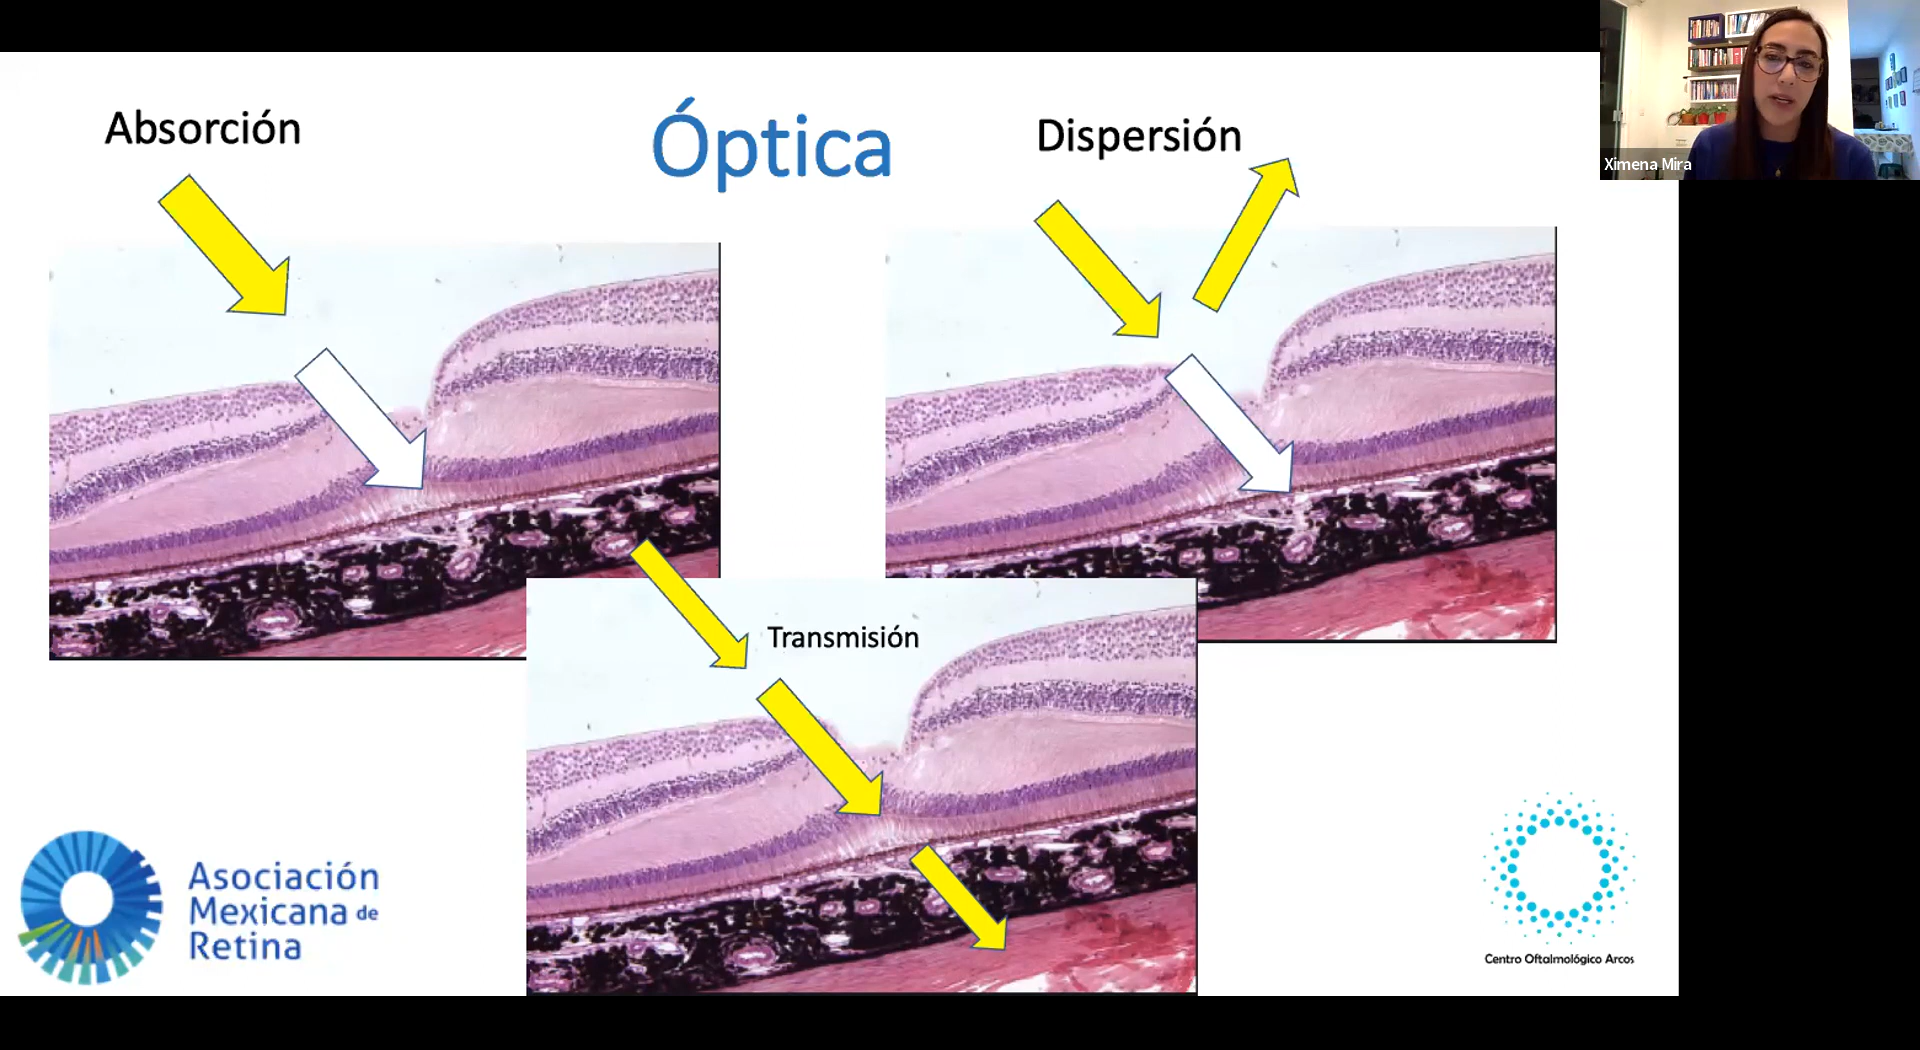 Absorción
Óptica
Dispersión
Ximena Mira
Transmisión
Asociación
Mexicana de
Retina
Centro Oftalmológico Arcos